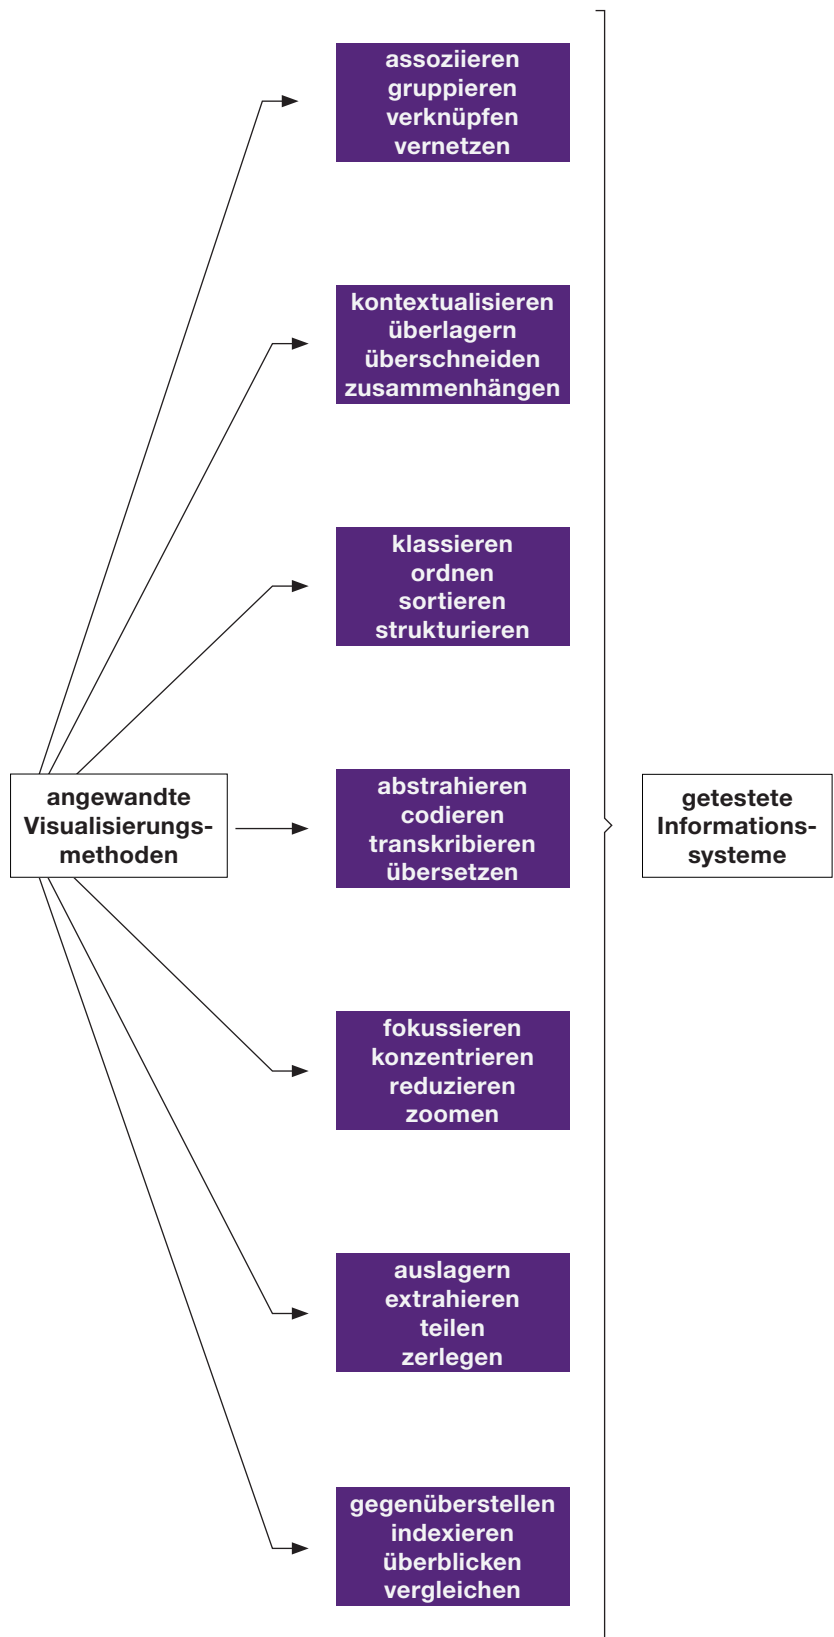 assoziieren
gruppieren
verknüpfen
vernetzen
kontextualisieren
überlagern
überschneiden
zusammenhängen
klassieren
ordnen
sortieren
strukturieren
angewandte
Visualisierungs-
methoden
abstrahieren
codieren
transkribieren
übersetzen
getestete
Informations-
systeme
fokussieren
konzentrieren
reduzieren
zoomen
auslagern
extrahieren
teilen
zerlegen
gegenüberstellen
indexieren
überblicken
vergleichen